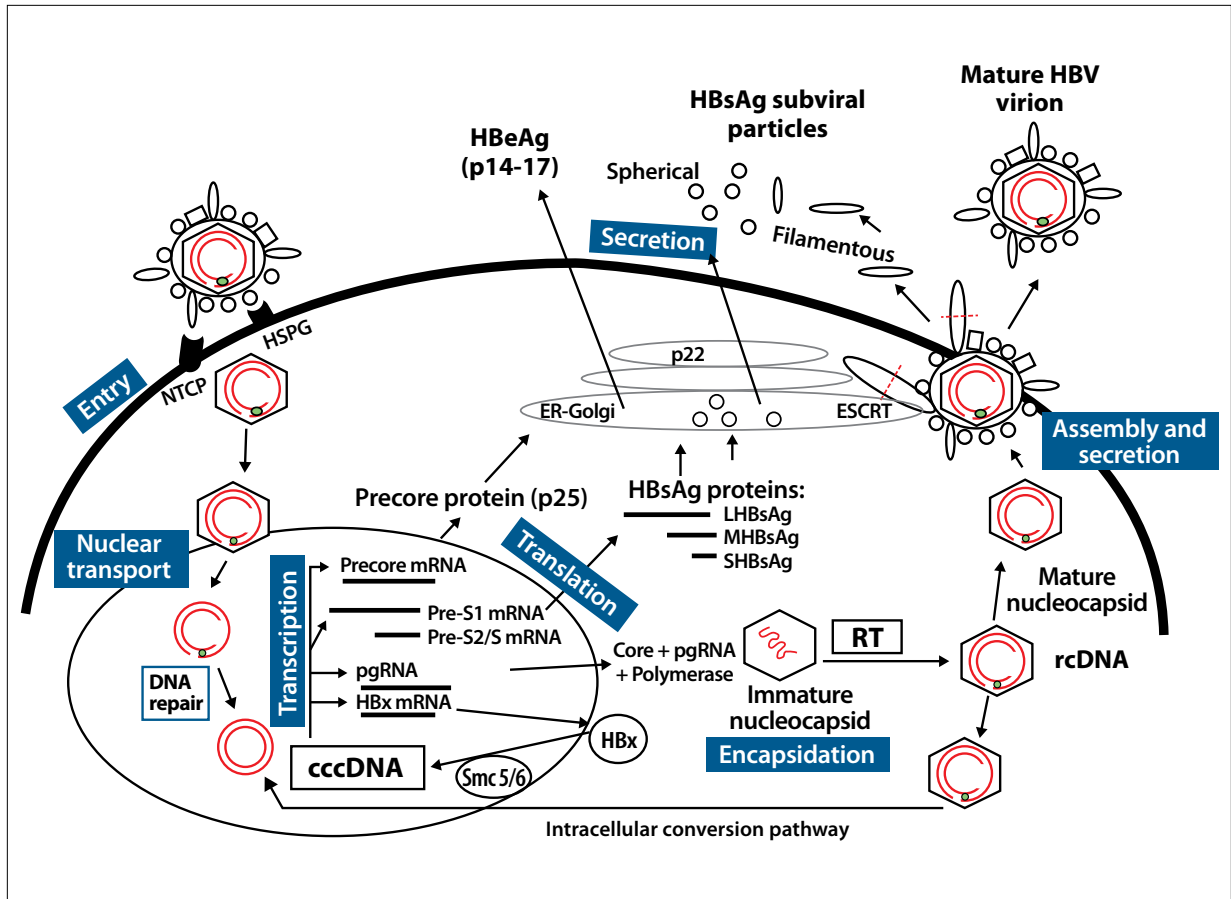 Mature HBV
virion
HBsAg subviral
particles
HBeAg
(p14-17)
Spherical
Secretion
Filamentous
HSPG
NTCP
Entry
p22
ER-Golgi
ESCRT
Assembly and
secretion
Precore protein (p25)
HBsAg proteins:
LHBsAg
MHBsAg
SHBsAg
Nuclear
transport
Transcription
Translation
Precore mRNA
Pre-S1 mRNA
Pre-S2/S mRNA
pgRNA
HBx mRNA
DNA
repair
Core + pgRNA
+ Polymerase
RT
Mature
nucleocapsid
rcDNA
Immature
nucleocapsid
Encapsidation
HBx
cccDNA
Smc 5/6
Intracellular conversion pathway